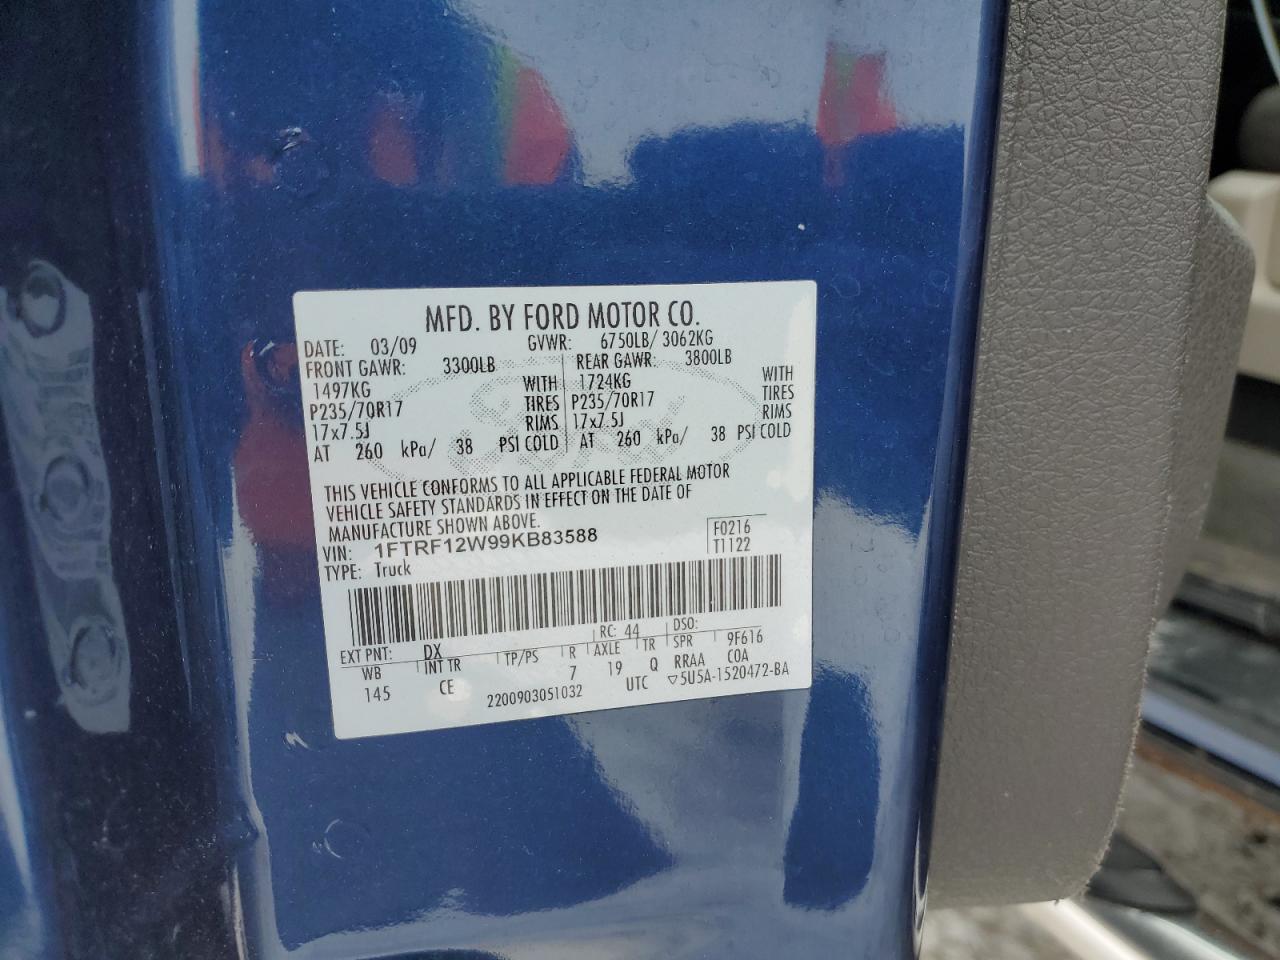 MFD. BY FORD MOTOR CO.
DATE: 03/09 GVWR: 6750LB/ 3062KG
FRONT GAWR: 3300LB REAR GAWR: 3800LB
1497KG WITH 1724KG WITH
P235/70R17 TIRES P235/70R17 TIRES
17x7.5J RIMS 17x7.5J RIMS
AT 260 kPa/ 38 PSI COLD AT 260 kPa/ 38 PSI COLD
THIS VEHICLE CONFORMS TO ALL APPLICABLE FEDERAL MOTOR
VEHICLE SAFETY STANDARDS IN EFFECT ON THE DATE OF
MANUFACTURE SHOWN ABOVE.
VIN: 1FTRF12W99KB83588 F0216
TYPE: Truck T1122
EXT PNT: DX RC: 44 DSO:
WB INT TR TP/PS R AXLE TR SPR 9F616
145 CE 7 19 Q RRAA COA
2200903051032 UTC ▽5U5A-1520472-BA